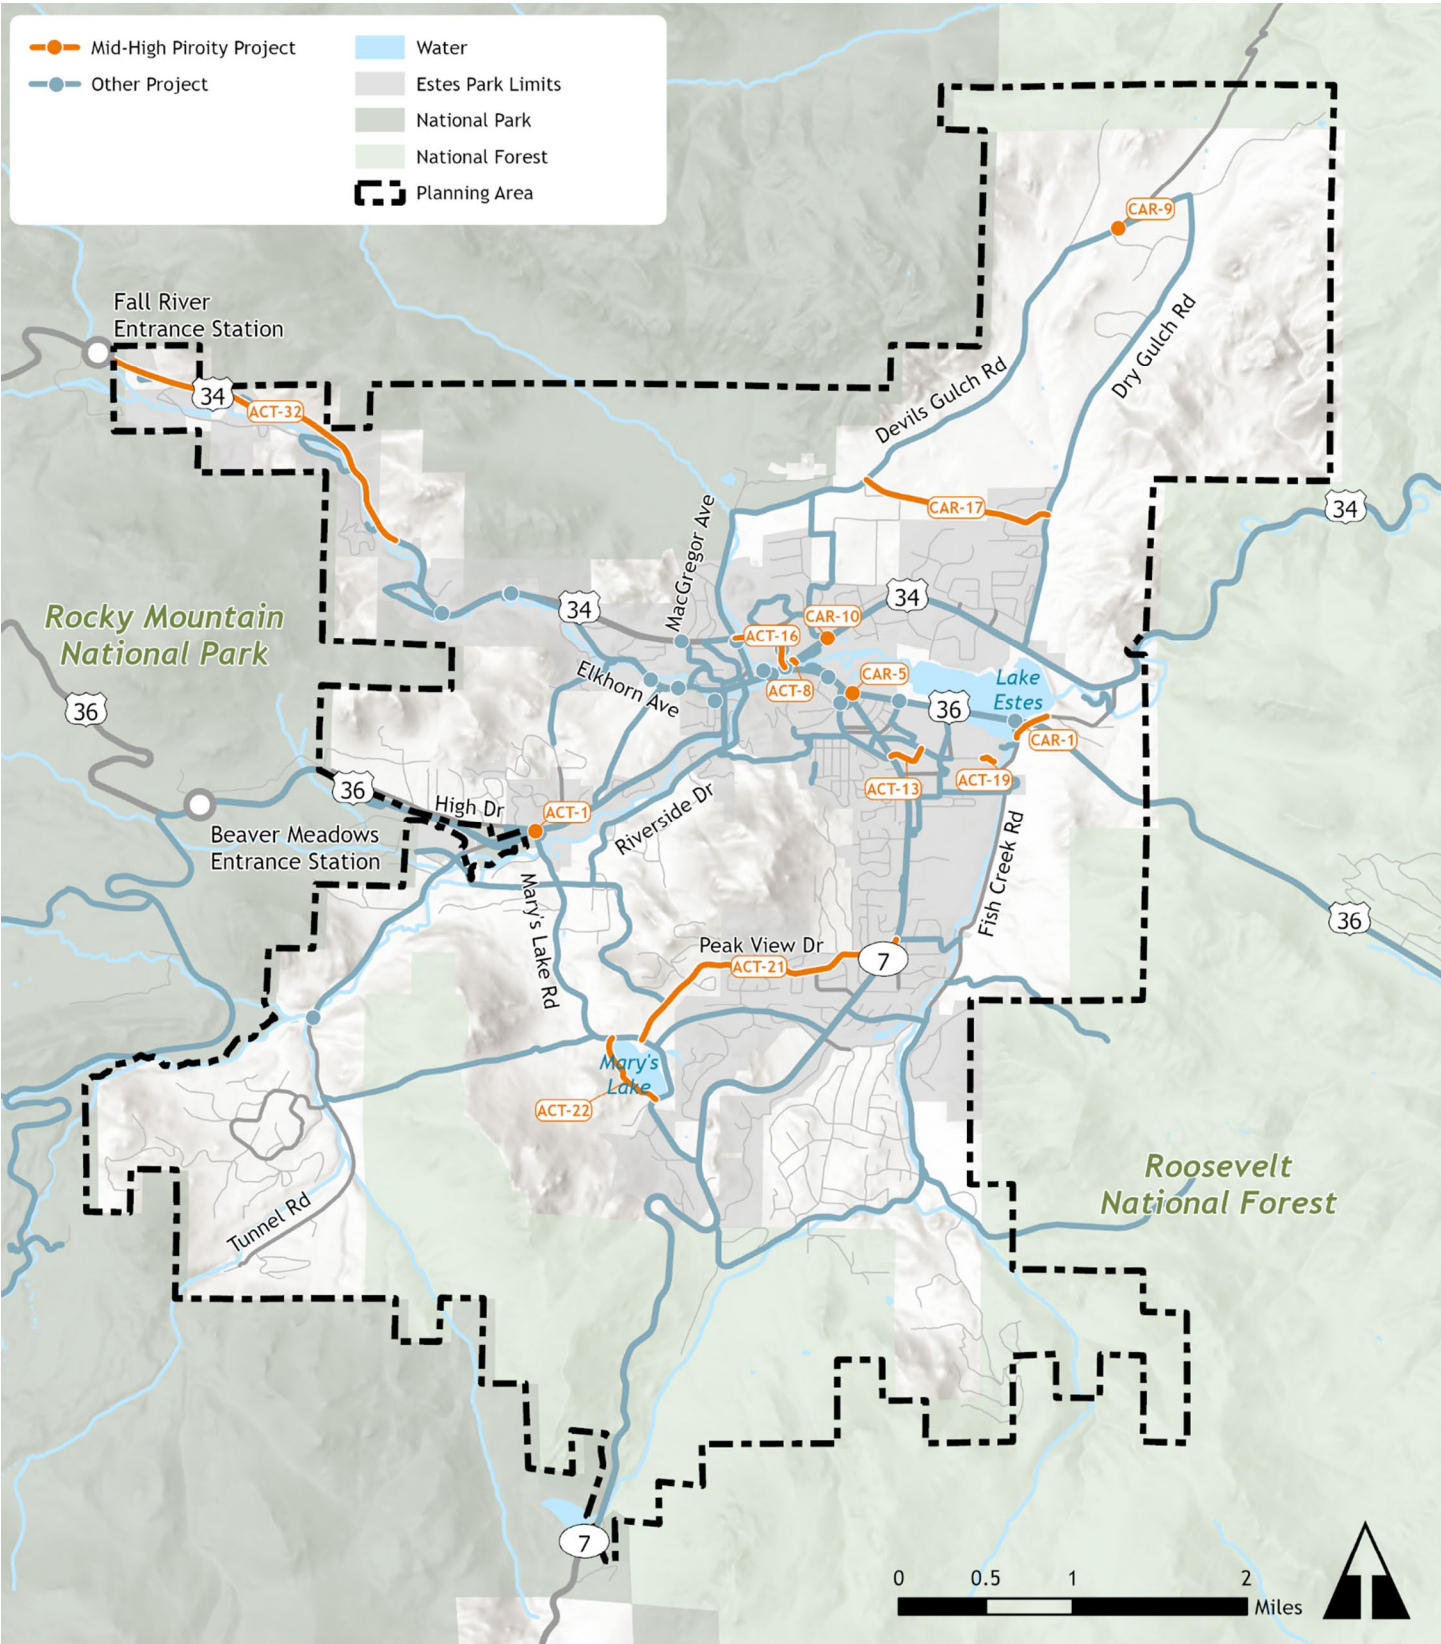 Mid-High Piroity Project
Other Project
Water
Estes Park Limits
National Park
National Forest
Planning Area
CAR-9
Fall River
Entrance Station
34
ACT-32
Devils Gulch Rd
Dry Gulch Rd
CAR-17
34
MacGregor Ave
34
34
Rocky Mountain
National Park
CAR-10
ACT-16
Elkhorn Ave
ACT-8
CAR-5
Lake
Estes
36
36
CAR-1
36
High Dr
ACT-1
ACT-13
ACT-19
Beaver Meadows
Entrance Station
Riverside Dr
Fish Creek Rd
Mary's Lake Rd
36
Peak View Dr
ACT-21
7
Mary's
Lake
ACT-22
Roosevelt
National Forest
Tunnel Rd
7
0 0.5 1 2
Miles